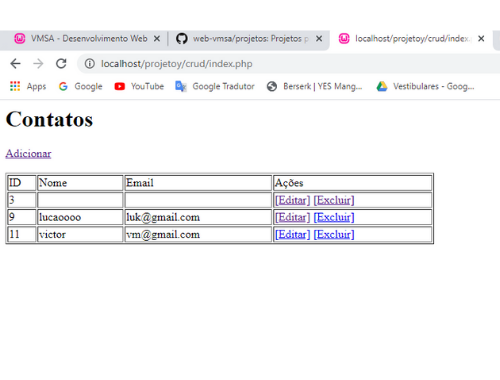 VMSA - Desenvolvimento Web
web-vmsa/projetos: Projetos p
localhost/projetoy/crud/index.
localhost/projetoy/crud/index.php
Apps Google YouTube Google Tradutor Berserk | YES Mang... Vestibulares - Goog...
Contatos
Adicionar
ID Nome Email Ações
3 [Editar] [Excluir]
9 lucaoooo luk@gmail.com [Editar] [Excluir]
11 victor vm@gmail.com [Editar] [Excluir]